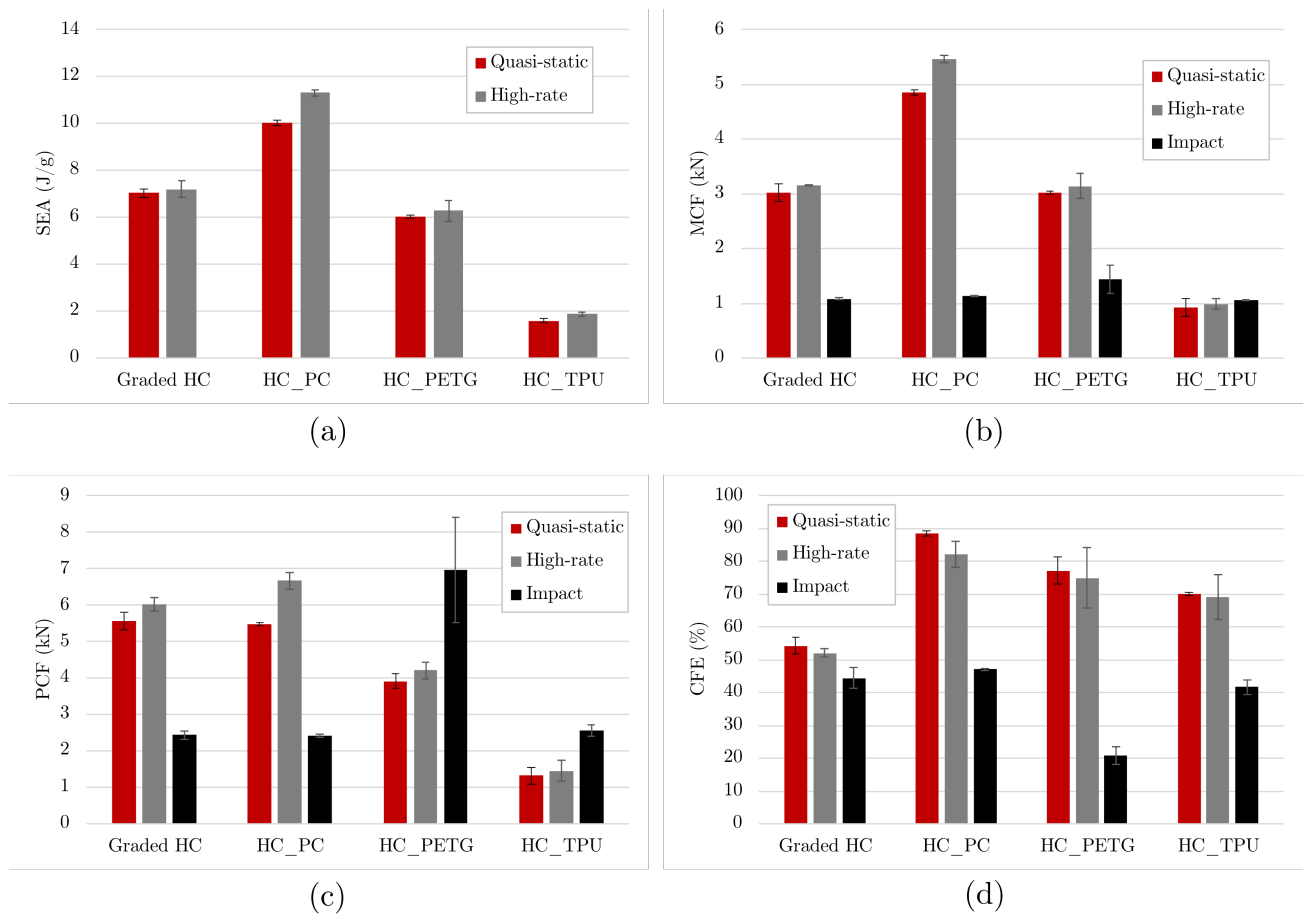 14
12
10
8
6
4
2
0
SEA (J/g)
Quasi-static
High-rate
Graded HC HC_PC HC_PETG HC_TPU
(a)
6
5
4
3
2
1
0
MCF (kN)
Quasi-static
High-rate
Impact
Graded HC HC_PC HC_PETG HC_TPU
(b)
9
8
7
6
5
4
3
2
1
0
PCF (kN)
Quasi-static
High-rate
Impact
Graded HC HC_PC HC_PETG HC_TPU
(c)
100
90
80
70
60
50
40
30
20
10
0
CFE (%)
Quasi-static
High-rate
Impact
Graded HC HC_PC HC_PETG HC_TPU
(d)